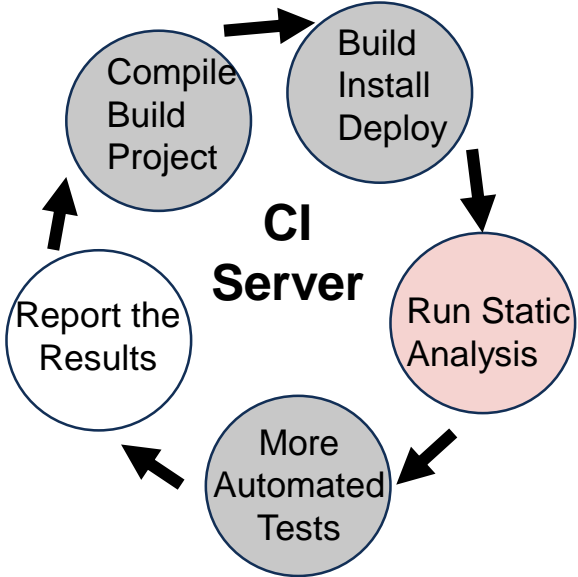 Compile
Build
Project
Build
Install
Deploy
CI
Server
Run Static
Analysis
More
Automated
Tests
Report the
Results